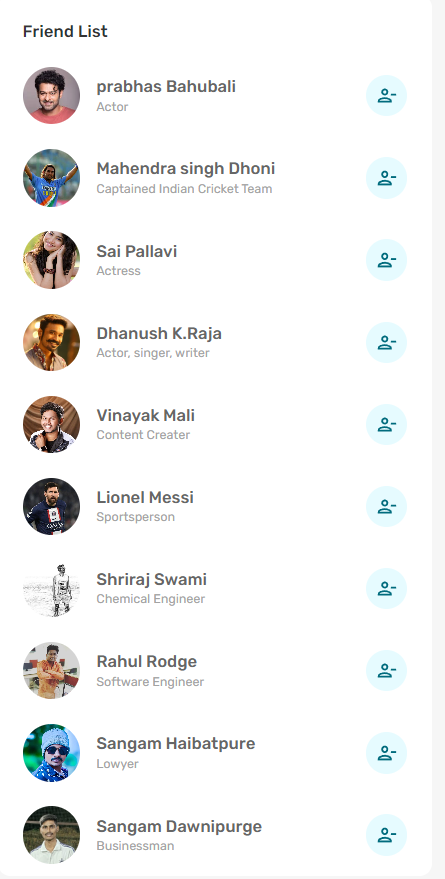 Friend List
prabhas Bahubali
Actor
Mahendra singh Dhoni
Captained Indian Cricket Team
Sai Pallavi
Actress
Dhanush K.Raja
Actor, singer, writer
Vinayak Mali
Content Creater
Lionel Messi
Sportsperson
Shriraj Swami
Chemical Engineer
Rahul Rodge
Software Engineer
Sangam Haibatpure
Lowyer
Sangam Dawnipurge
Businessman